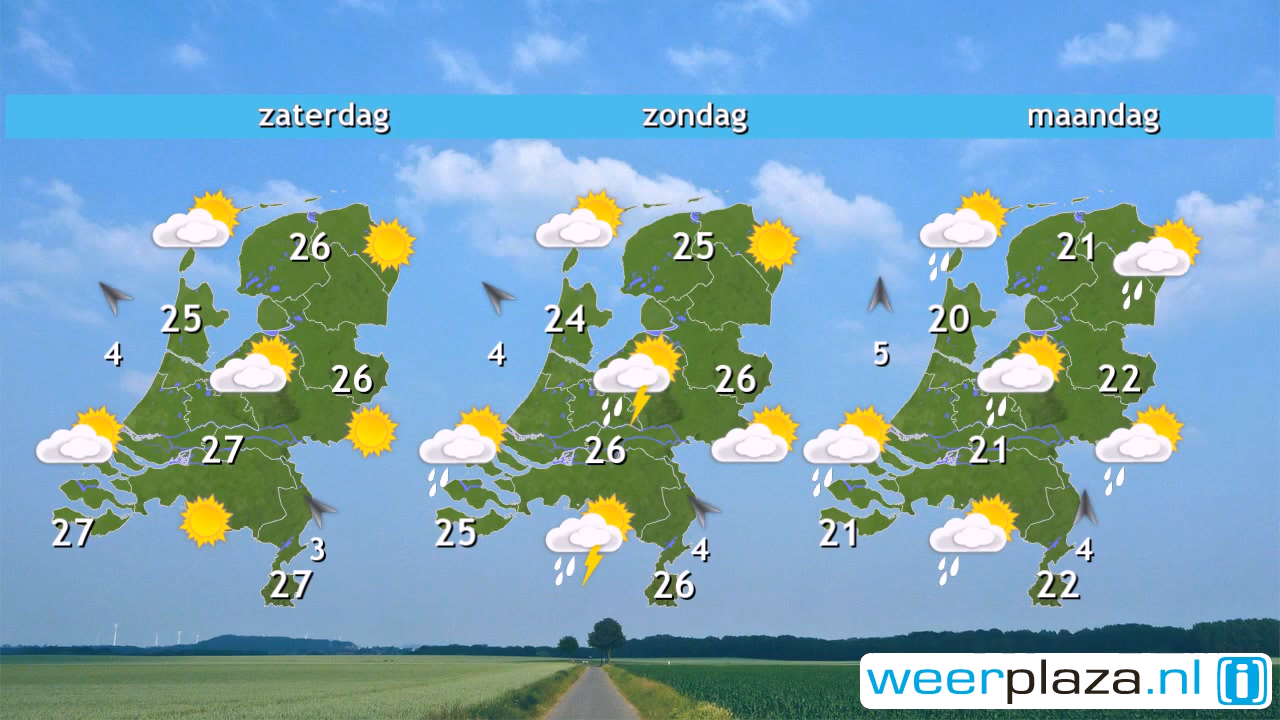 zaterdag zondag maandag
26 25 21
25 24 20
4 4 5
26 26 22
27 26 21
27 25 21
3 4 4
27 26 22
weerplaza.nl i